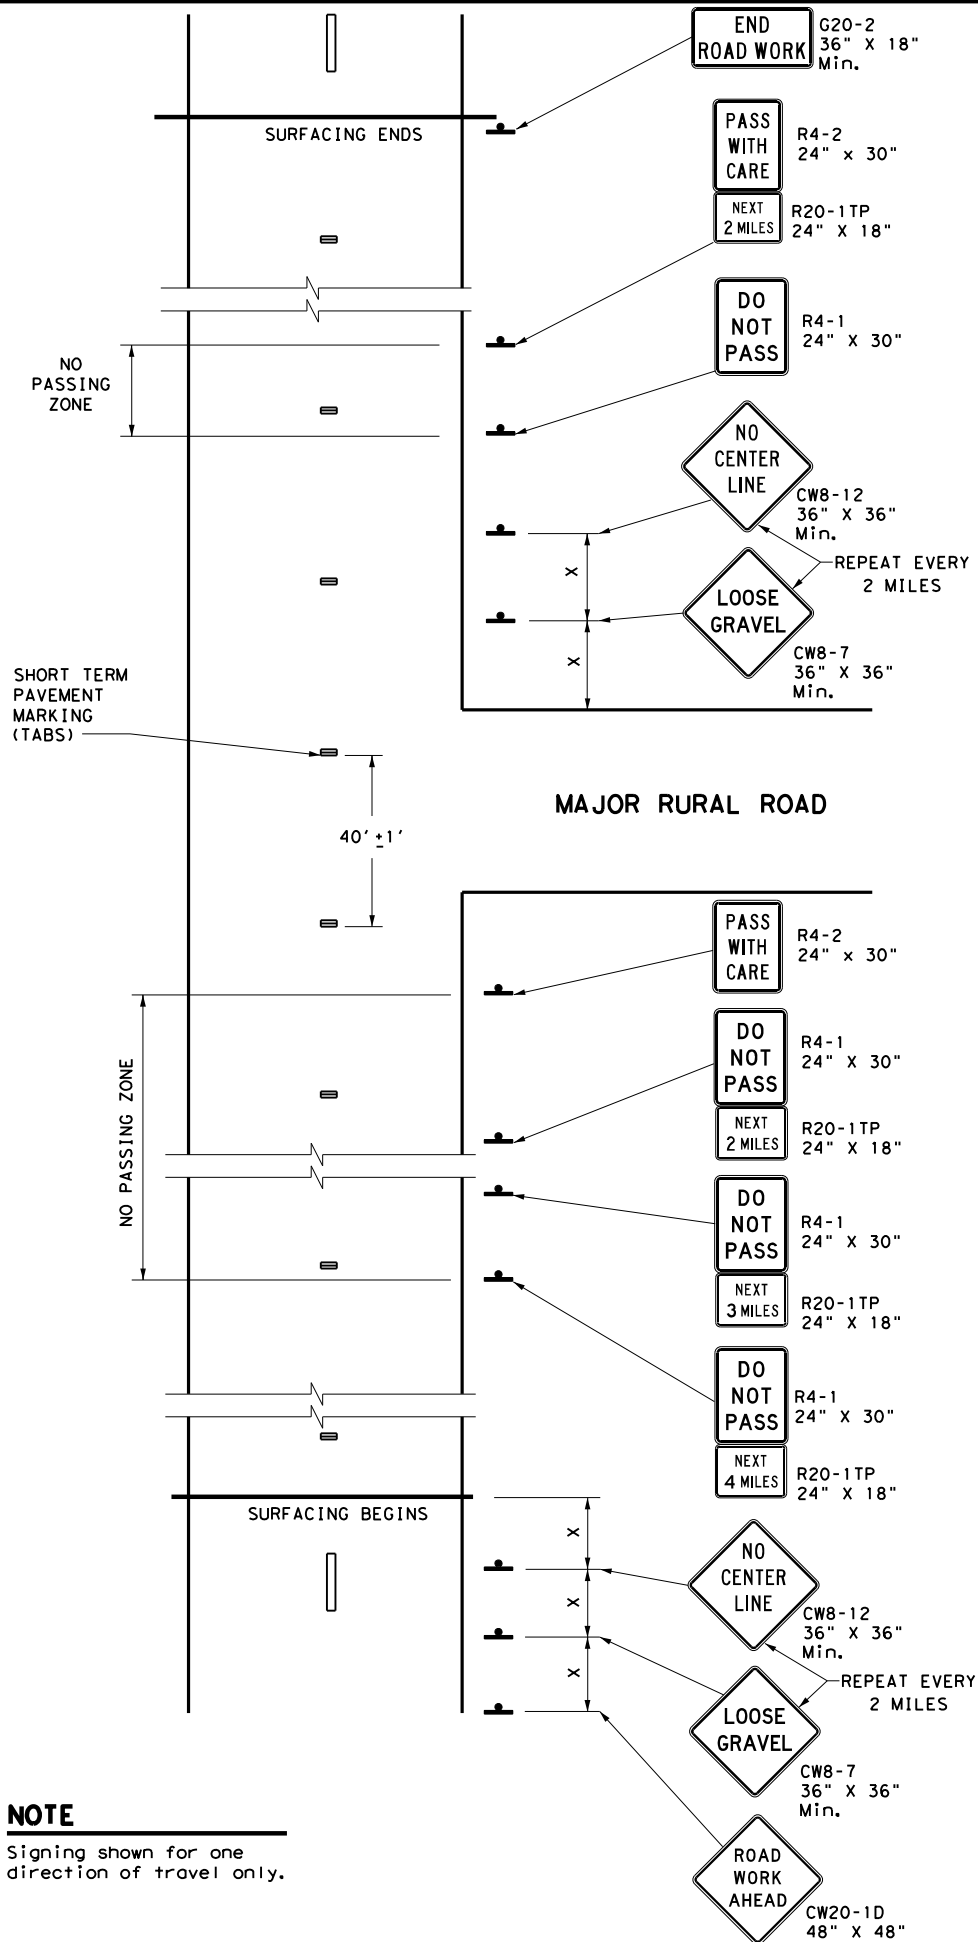 END
ROAD WORK
G20-2
36" X 18"
Min.
SURFACING ENDS
PASS
WITH
CARE
R4-2
24" x 30"
NEXT
2 MILES
R20-1TP
24" X 18"
DO
NOT
PASS
R4-1
24" X 30"
NO
PASSING
ZONE
NO
CENTER
LINE
CW8-12
36" X 36"
Min.
X
REPEAT EVERY
2 MILES
LOOSE
GRAVEL
CW8-7
36" X 36"
Min.
X
SHORT TERM
PAVEMENT
MARKING
(TABS)
MAJOR RURAL ROAD
40' ±1'
PASS
WITH
CARE
R4-2
24" x 30"
DO
NOT
PASS
R4-1
24" X 30"
NEXT
2 MILES
R20-1TP
24" X 18"
NO PASSING ZONE
DO
NOT
PASS
R4-1
24" X 30"
NEXT
3 MILES
R20-1TP
24" X 18"
DO
NOT
PASS
R4-1
24" X 30"
NEXT
4 MILES
R20-1TP
24" X 18"
SURFACING BEGINS
X
NO
CENTER
LINE
CW8-12
36" X 36"
Min.
X
REPEAT EVERY
2 MILES
X
LOOSE
GRAVEL
CW8-7
36" X 36"
Min.
NOTE
Signing shown for one
direction of travel only.
ROAD
WORK
AHEAD
CW20-1D
48" X 48"